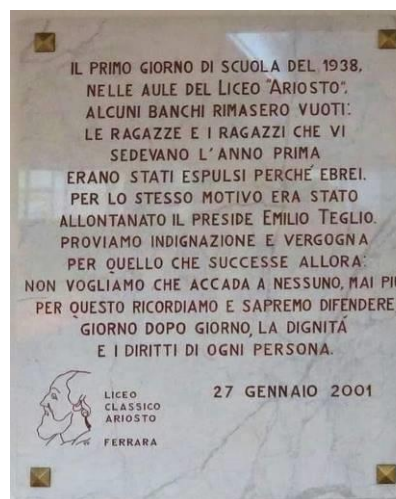 IL PRIMO GIORNO DI SCUOLA DEL 1938,
NELLE AULE DEL LICEO "ARIOSTO",
ALCUNI BANCHI RIMASERO VUOTI:
LE RAGAZZE E I RAGAZZI CHE VI
SEDEVANO L'ANNO PRIMA
ERANO STATI ESPULSI PERCHÉ EBREI.
PER LO STESSO MOTIVO ERA STATO
ALLONTANATO IL PRESIDE EMILIO TEGLIO.
PROVIAMO INDIGNAZIONE E VERGOGNA
PER QUELLO CHE SUCCESSE ALLORA:
NON VOGLIAMO CHE ACCADA A NESSUNO, MAI PIÙ
PER QUESTO RICORDIAMO E SAPREMO DIFENDERE
GIORNO DOPO GIORNO, LA DIGNITÁ
E I DIRITTI DI OGNI PERSONA.
27 GENNAIO 2001
LICEO
CLASSICO
ARIOSTO
FERRARA